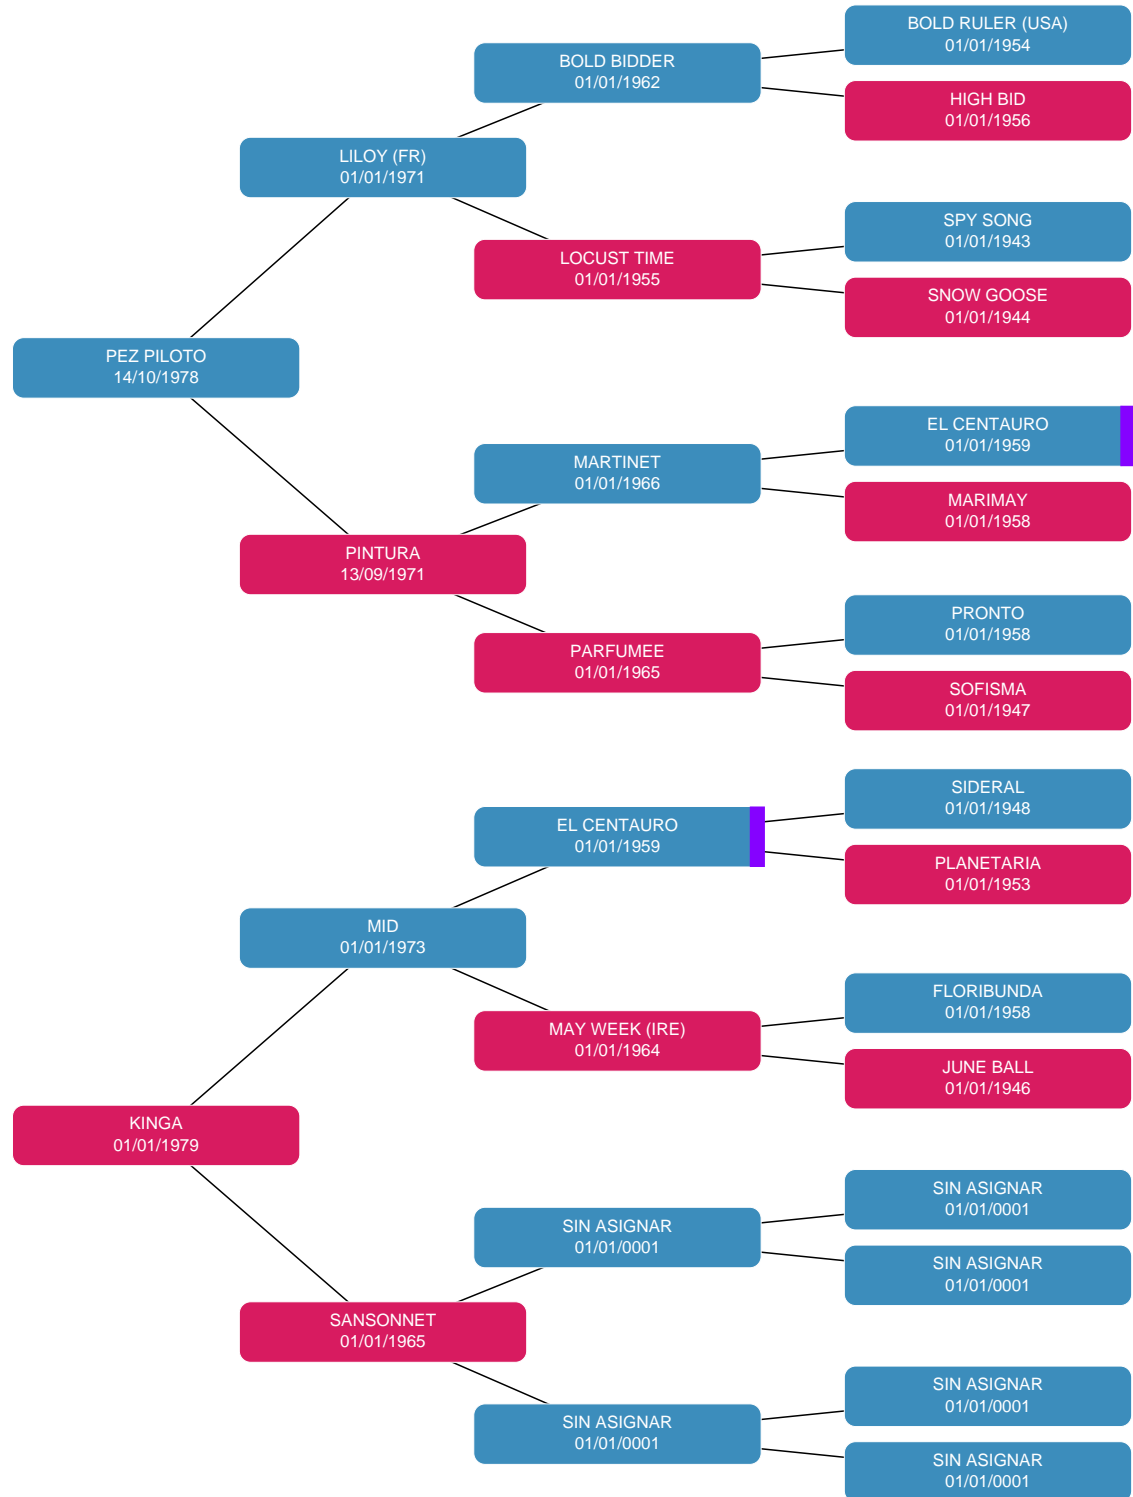 BOLD RULER (USA)
01/01/1954
BOLD BIDDER
01/01/1962
HIGH BID
01/01/1956
LILOY (FR)
01/01/1971
SPY SONG
01/01/1943
LOCUST TIME
01/01/1955
SNOW GOOSE
01/01/1944
PEZ PILOTO
14/10/1978
EL CENTAURO
01/01/1959
MARTINET
01/01/1966
MARIMAY
01/01/1958
PINTURA
13/09/1971
PRONTO
01/01/1958
PARFUMEE
01/01/1965
SOFISMA
01/01/1947
SIDERAL
01/01/1948
EL CENTAURO
01/01/1959
PLANETARIA
01/01/1953
MID
01/01/1973
FLORIBUNDA
01/01/1958
MAY WEEK (IRE)
01/01/1964
JUNE BALL
01/01/1946
KINGA
01/01/1979
SIN ASIGNAR
01/01/0001
SIN ASIGNAR
01/01/0001
SIN ASIGNAR
01/01/0001
SANSONNET
01/01/1965
SIN ASIGNAR
01/01/0001
SIN ASIGNAR
01/01/0001
SIN ASIGNAR
01/01/0001